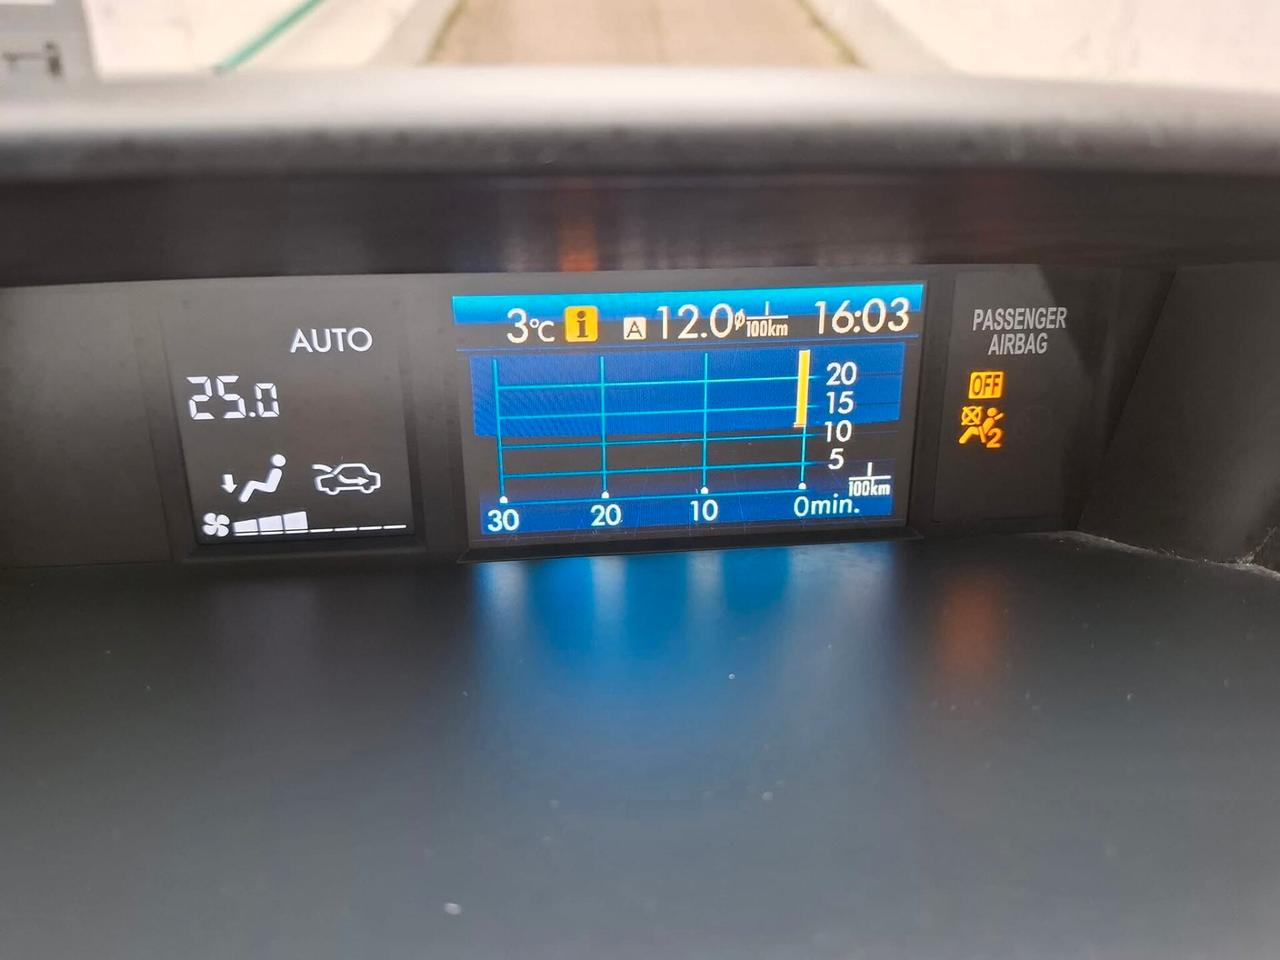 AUTO
25.0
3°C i A 12.0 ℓ/100km 16:03
20
15
10
5
ℓ/100km
30 20 10 0min.
PASSENGER
AIRBAG
OFF
2